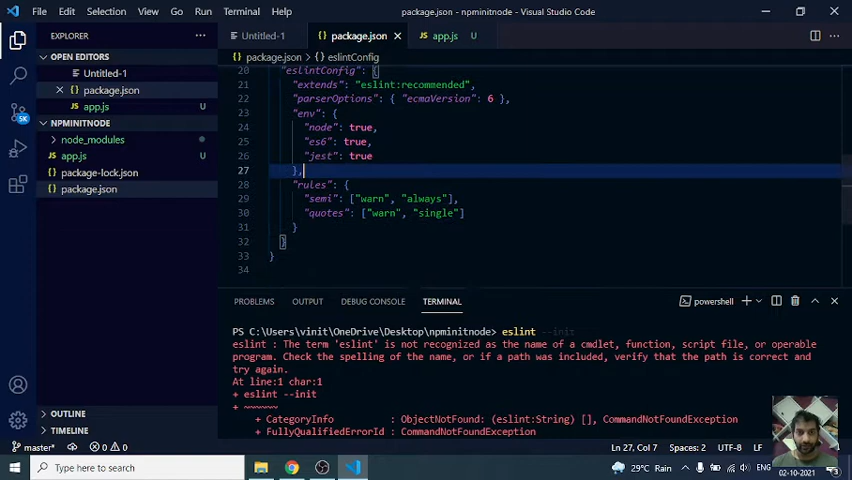 File Edit Selection View Go Run Terminal Help package.json - npminitnode - Visual Studio Code
EXPLORER
OPEN EDITORS
Untitled-1
package.json
app.js U
NPMINITNODE
node_modules
app.js U
package-lock.json
package.json
OUTLINE
TIMELINE
5K
Untitled-1 package.json app.js U
package.json > eslintConfig
20 "eslintConfig": {
21 "extends": "eslint:recommended",
22 "parserOptions": { "ecmaVersion": 6 },
23 "env": {
24 "node": true,
25 "es6": true,
26 "jest": true
27 },
28 "rules": {
29 "semi": ["warn", "always"],
30 "quotes": ["warn", "single"]
31 }
32 }
33 }
34
PROBLEMS OUTPUT DEBUG CONSOLE TERMINAL powershell
PS C:\Users\vinit\OneDrive\Desktop\npminitnode> eslint --init
eslint : The term 'eslint' is not recognized as the name of a cmdlet, function, script file, or operable
program. Check the spelling of the name, or if a path was included, verify that the path is correct and
try again.
At line:1 char:1
+ eslint --init
+ ~~~~~~
+ CategoryInfo : ObjectNotFound: (eslint:String) [], CommandNotFoundException
+ FullyQualifiedErrorId : CommandNotFoundException
master* 0 0 Ln 27, Col 7 Spaces: 2 UTF-8 LF
Type here to search 29°C Rain ENG 02-10-2021